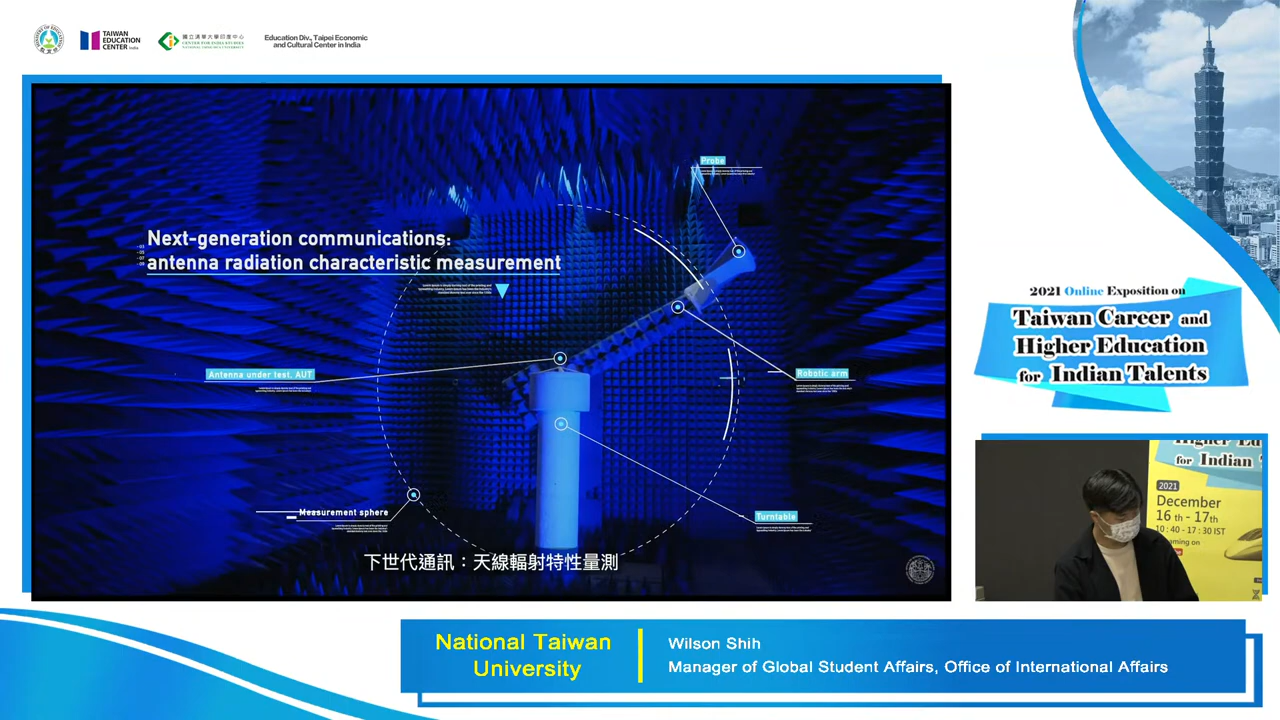 TAIWAN
EDUCATION
CENTER India
國立清華大學印度中心
CENTER FOR INDIA STUDIES
NATIONAL TSING HUA UNIVERSITY
Education Div., Taipei Economic
and Cultural Center in India
Probe
Next-generation communications:
antenna radiation characteristic measurement
Antenna under test. AUT
Robotic arm
Measurement sphere
Turntable
下世代通訊：天線輻射特性量測
2021 Online Exposition on
Taiwan Career and
Higher Education
for Indian Talents
for Indian
2021
December
16 th - 17th
10 : 40 - 17 : 30 IST
National Taiwan
University
Wilson Shih
Manager of Global Student Affairs, Office of International Affairs